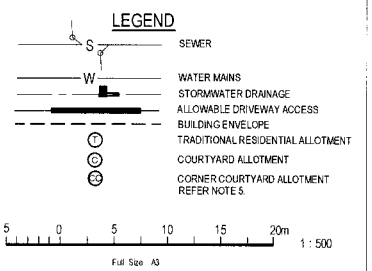 LEGEND
S SEWER
W WATER MAINS
STORMWATER DRAINAGE
ALLOWABLE DRIVEWAY ACCESS
BUILDING ENVELOPE
T TRADITIONAL RESIDENTIAL ALLOTMENT
C COURTYARD ALLOTMENT
CC CORNER COURTYARD ALLOTMENT
REFER NOTE 5.
5 0 5 10 15 20m
1 : 500
Full Size A3